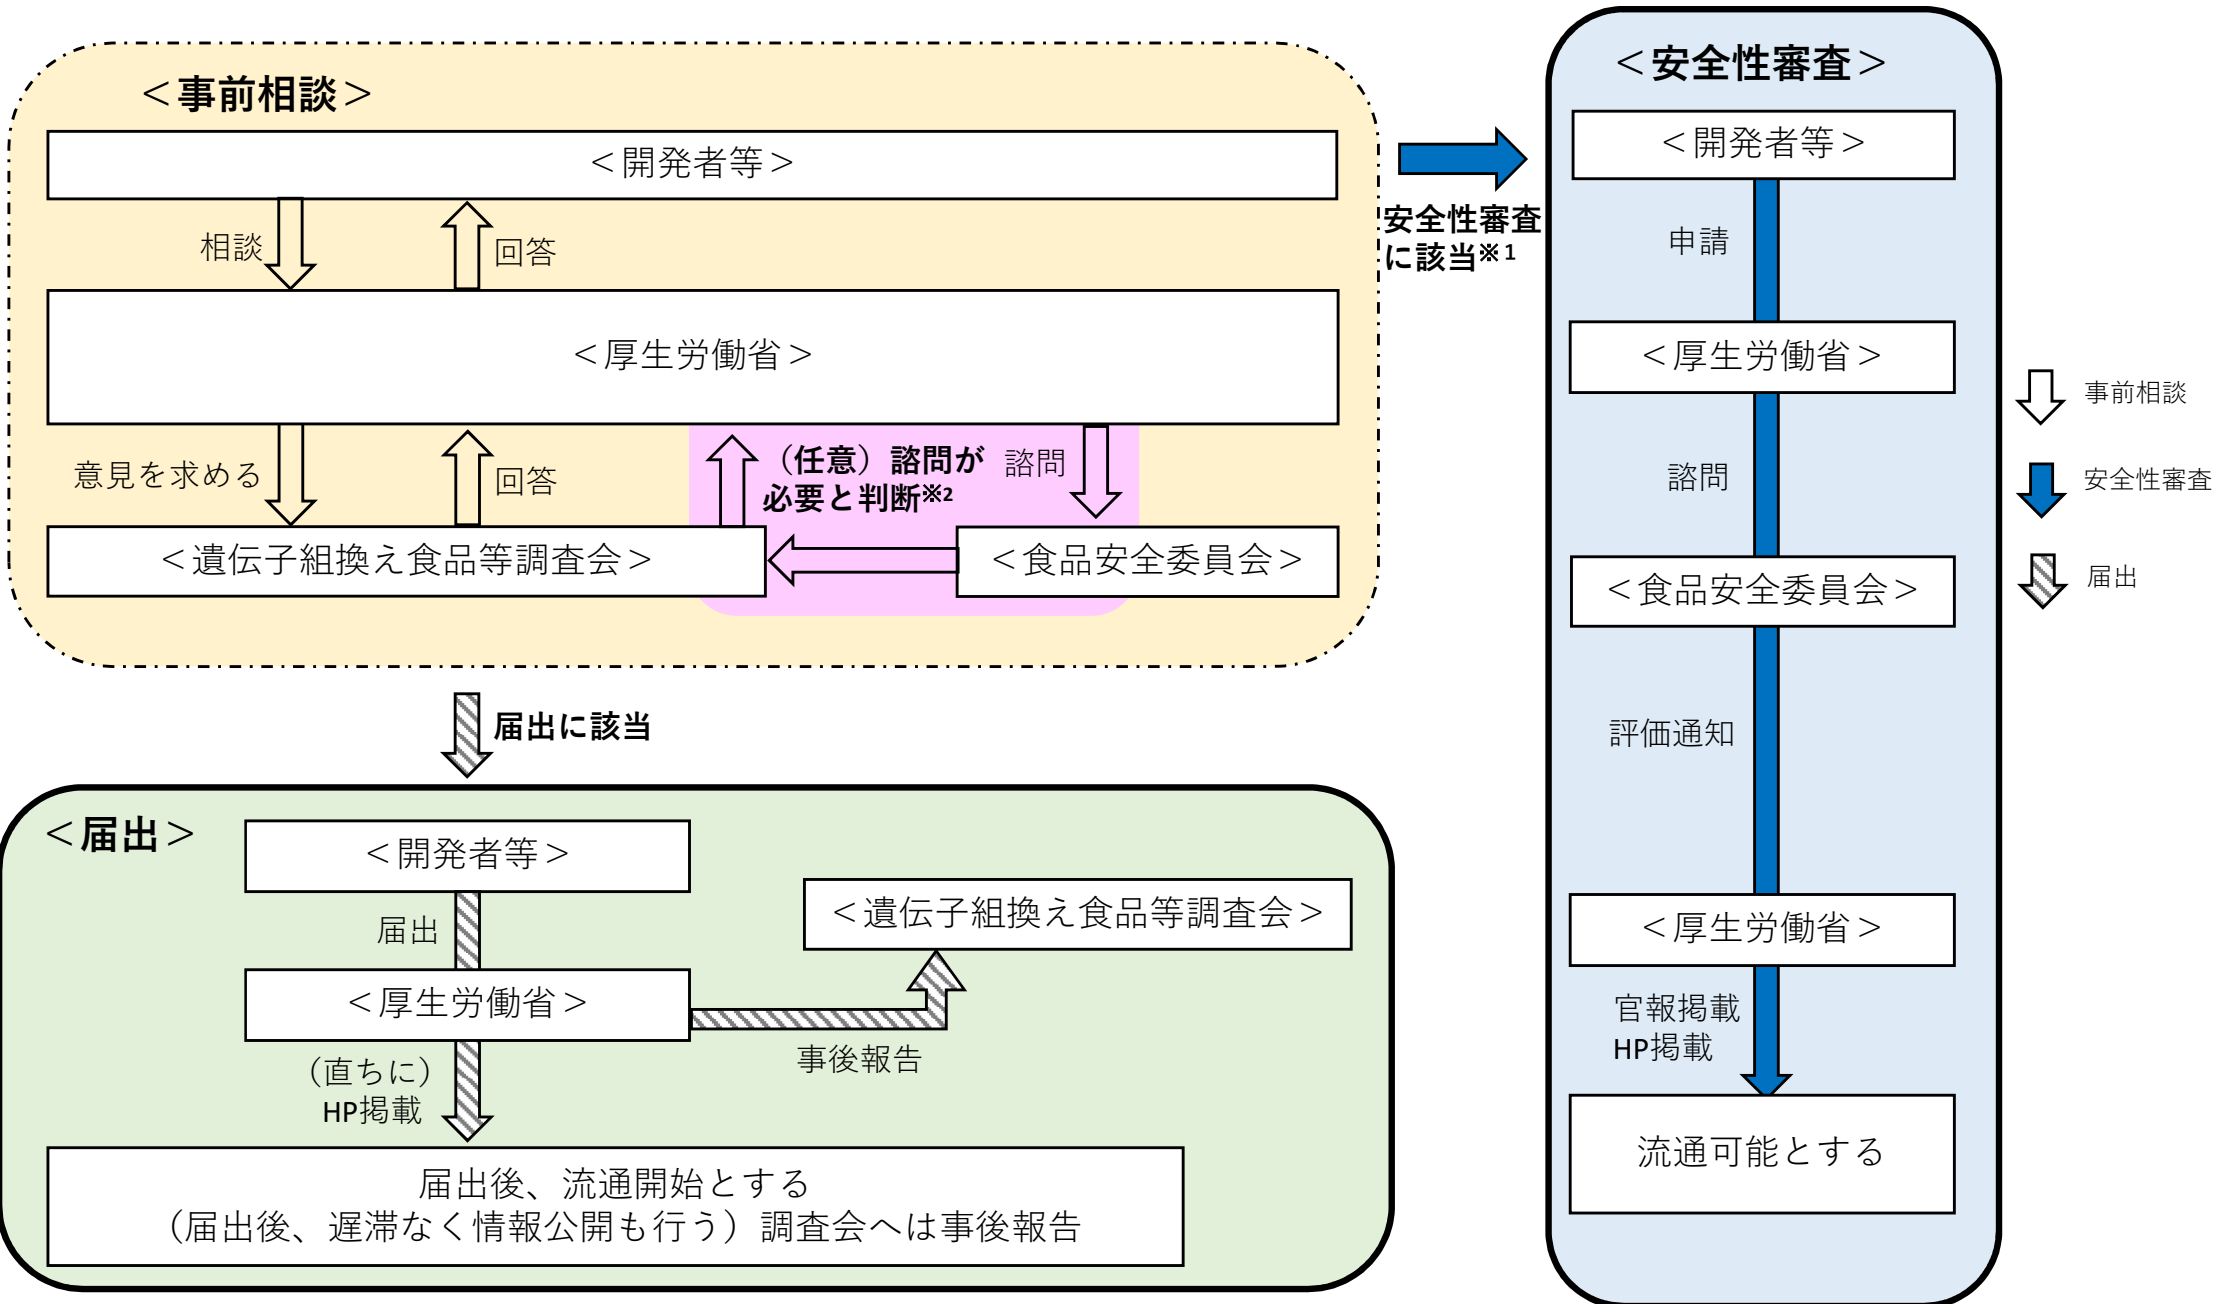 ＜事前相談＞
＜開発者等＞
相談
回答
＜厚生労働省＞
意見を求める
回答
（任意）諮問が
必要と判断※2
諮問
＜遺伝子組換え食品等調査会＞
＜食品安全委員会＞
安全性審査
に該当※1
届出に該当
＜届出＞
＜開発者等＞
届出
＜厚生労働省＞
＜遺伝子組換え食品等調査会＞
事後報告
（直ちに）
HP掲載
届出後、流通開始とする
（届出後、遅滞なく情報公開も行う）調査会へは事後報告
＜安全性審査＞
＜開発者等＞
申請
＜厚生労働省＞
諮問
＜食品安全委員会＞
評価通知
＜厚生労働省＞
官報掲載
HP掲載
流通可能とする
事前相談
安全性審査
届出